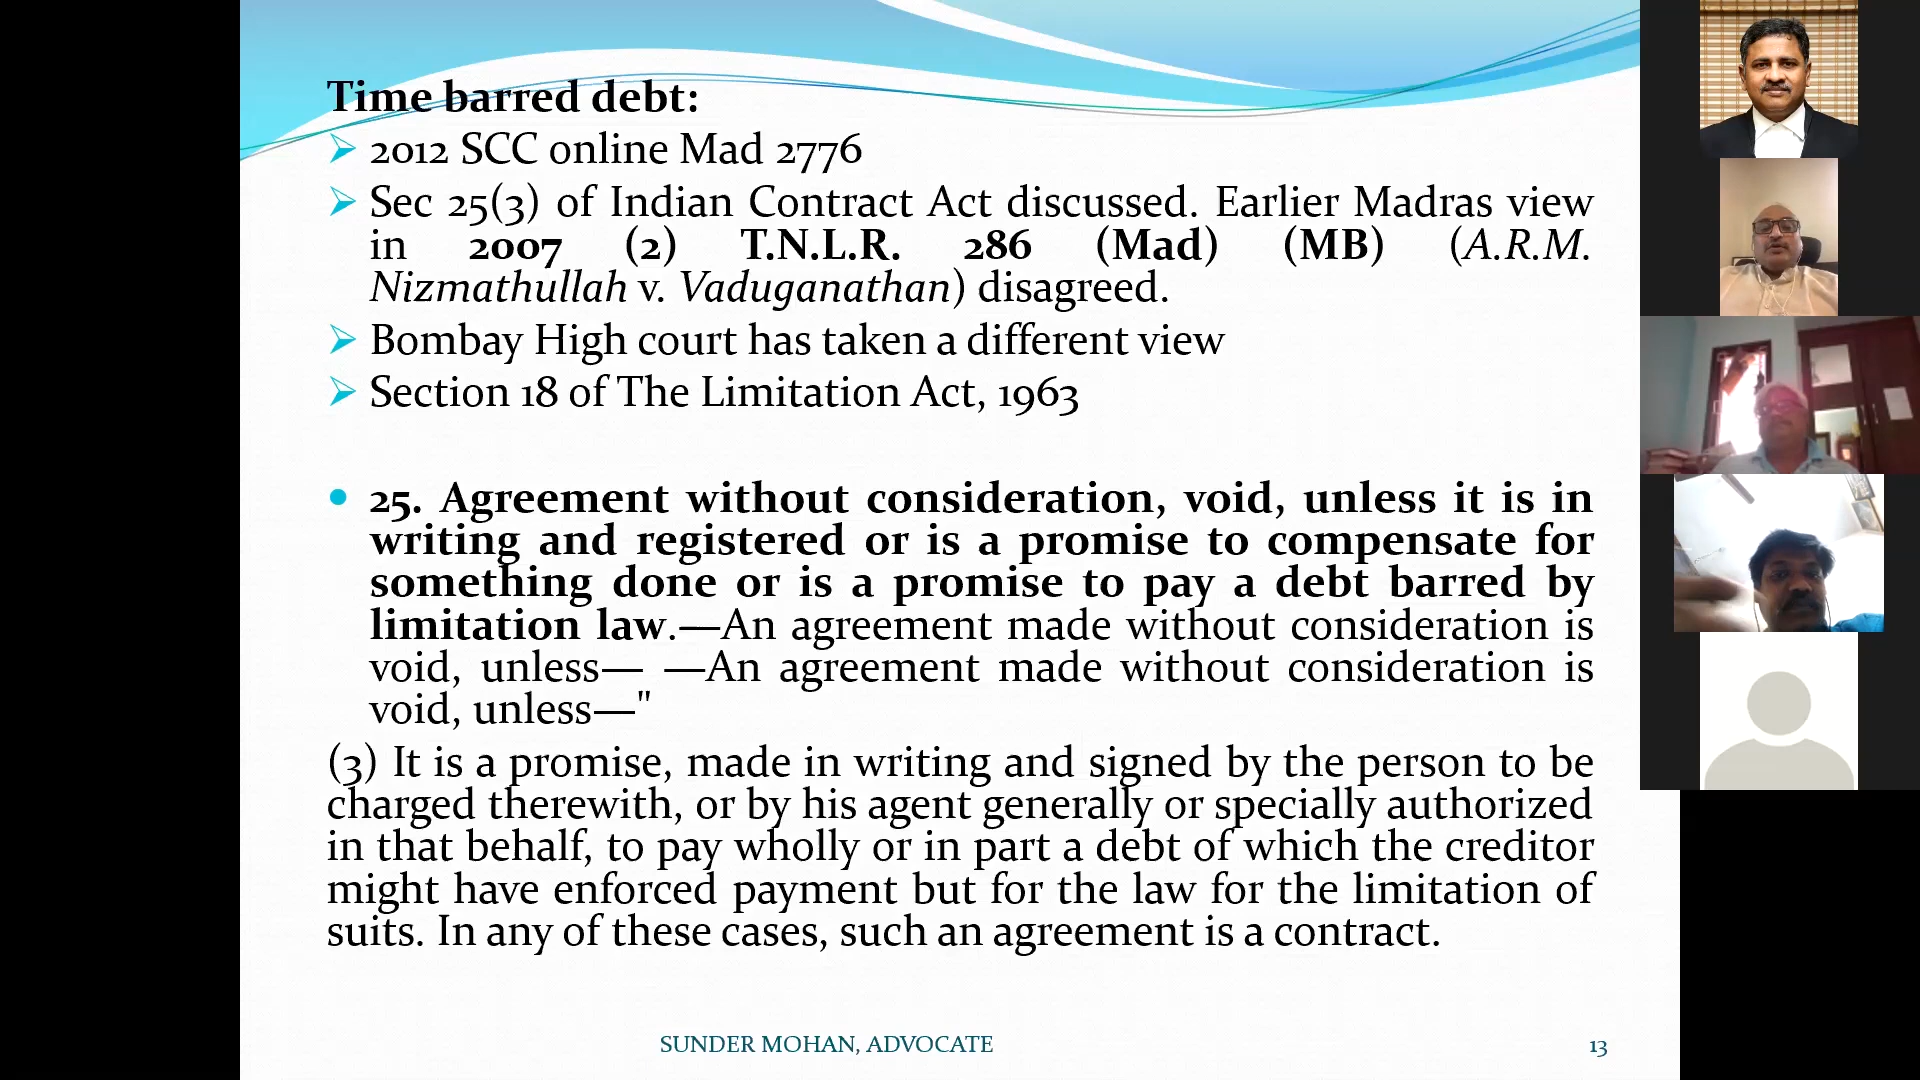 Time barred debt:
2012 SCC online Mad 2776
Sec 25(3) of Indian Contract Act discussed. Earlier Madras view
in 2007 (2) T.N.L.R. 286 (Mad) (MB) (A.R.M.
Nizmathullah v. Vaduganathan) disagreed.
Bombay High court has taken a different view
Section 18 of The Limitation Act, 1963
25. Agreement without consideration, void, unless it is in
writing and registered or is a promise to compensate for
something done or is a promise to pay a debt barred by
limitation law.—An agreement made without consideration is
void, unless— —An agreement made without consideration is
void, unless—"
(3) It is a promise, made in writing and signed by the person to be
charged therewith, or by his agent generally or specially authorized
in that behalf, to pay wholly or in part a debt of which the creditor
might have enforced payment but for the law for the limitation of
suits. In any of these cases, such an agreement is a contract.
SUNDER MOHAN, ADVOCATE
13